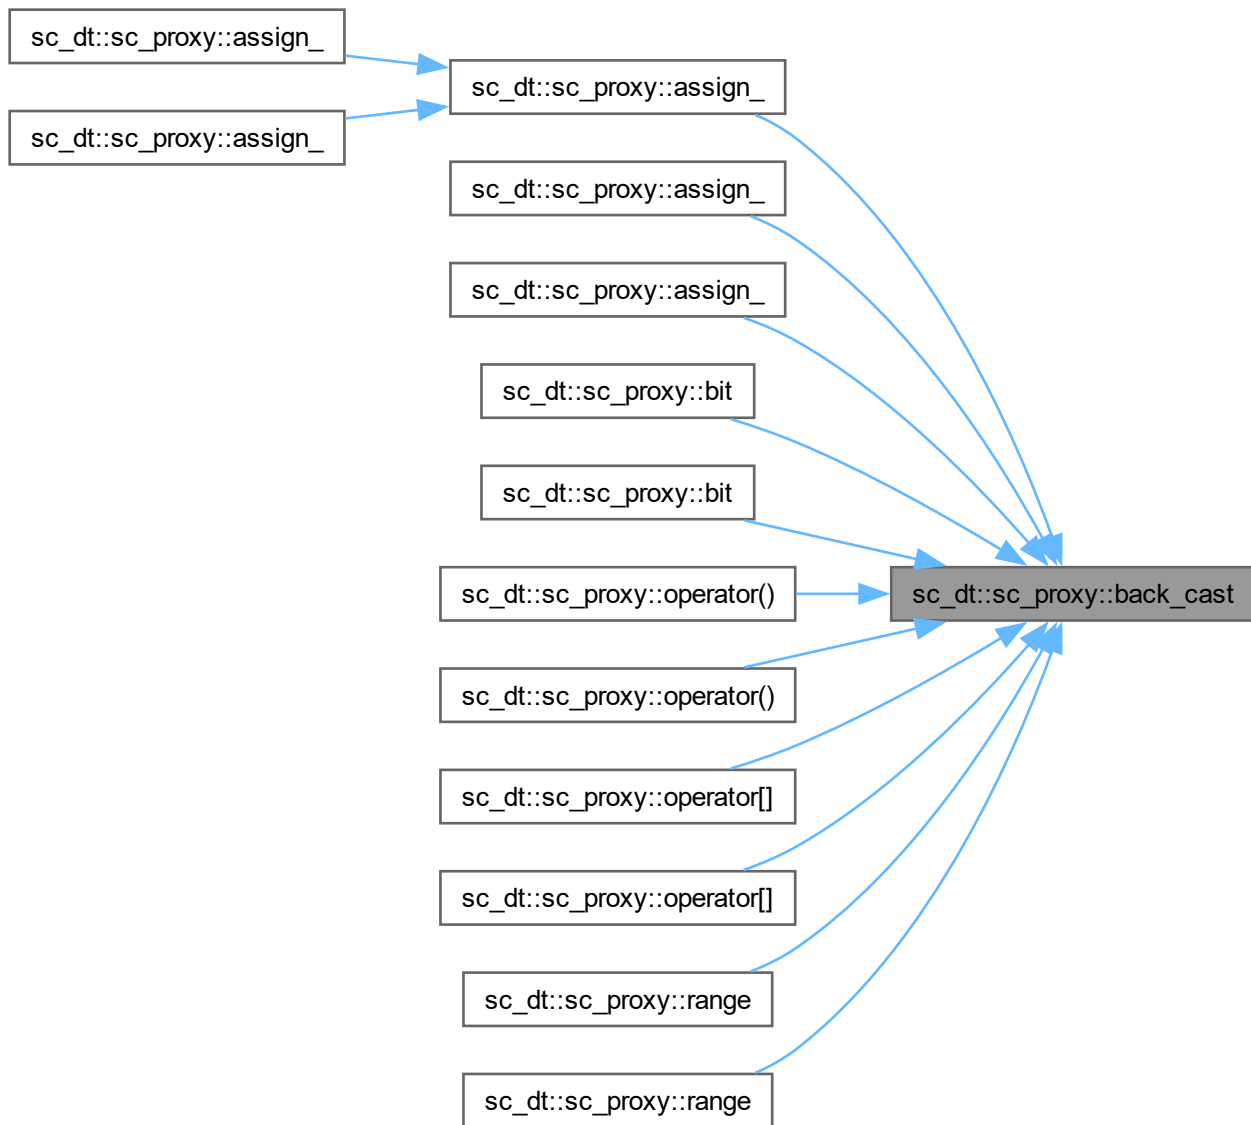 sc_dt::sc_proxy::assign_
sc_dt::sc_proxy::assign_
sc_dt::sc_proxy::assign_
sc_dt::sc_proxy::assign_
sc_dt::sc_proxy::assign_
sc_dt::sc_proxy::bit
sc_dt::sc_proxy::bit
sc_dt::sc_proxy::operator()
sc_dt::sc_proxy::back_cast
sc_dt::sc_proxy::operator()
sc_dt::sc_proxy::operator[]
sc_dt::sc_proxy::operator[]
sc_dt::sc_proxy::range
sc_dt::sc_proxy::range